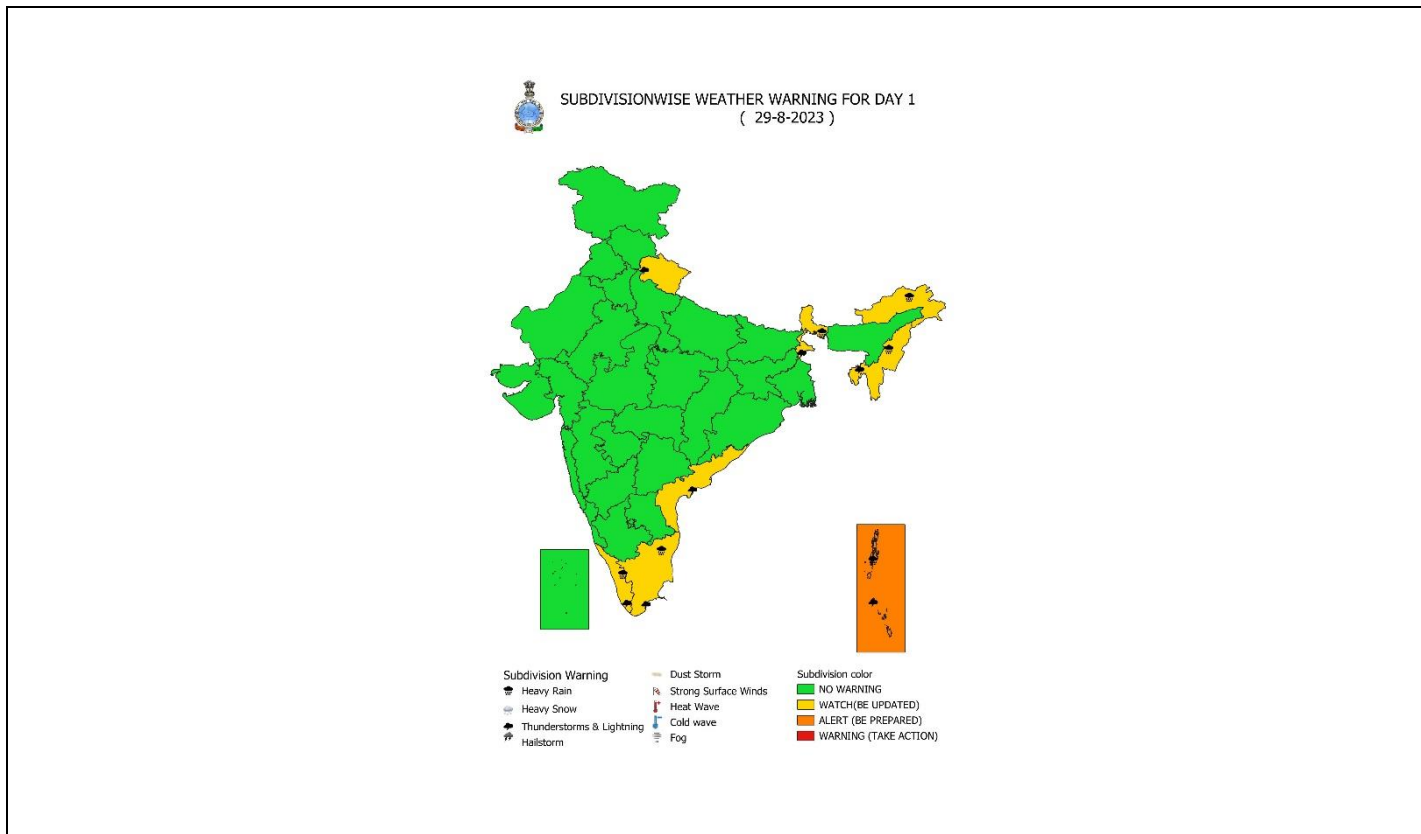 SUBDIVISIONWISE WEATHER WARNING FOR DAY 1
( 29-8-2023 )
Subdivision Warning
Heavy Rain
Heavy Snow
Thunderstorms & Lightning
Hailstorm
Dust Storm
Strong Surface Winds
Heat Wave
Cold wave
Fog
Subdivision color
NO WARNING
WATCH(BE UPDATED)
ALERT (BE PREPARED)
WARNING (TAKE ACTION)